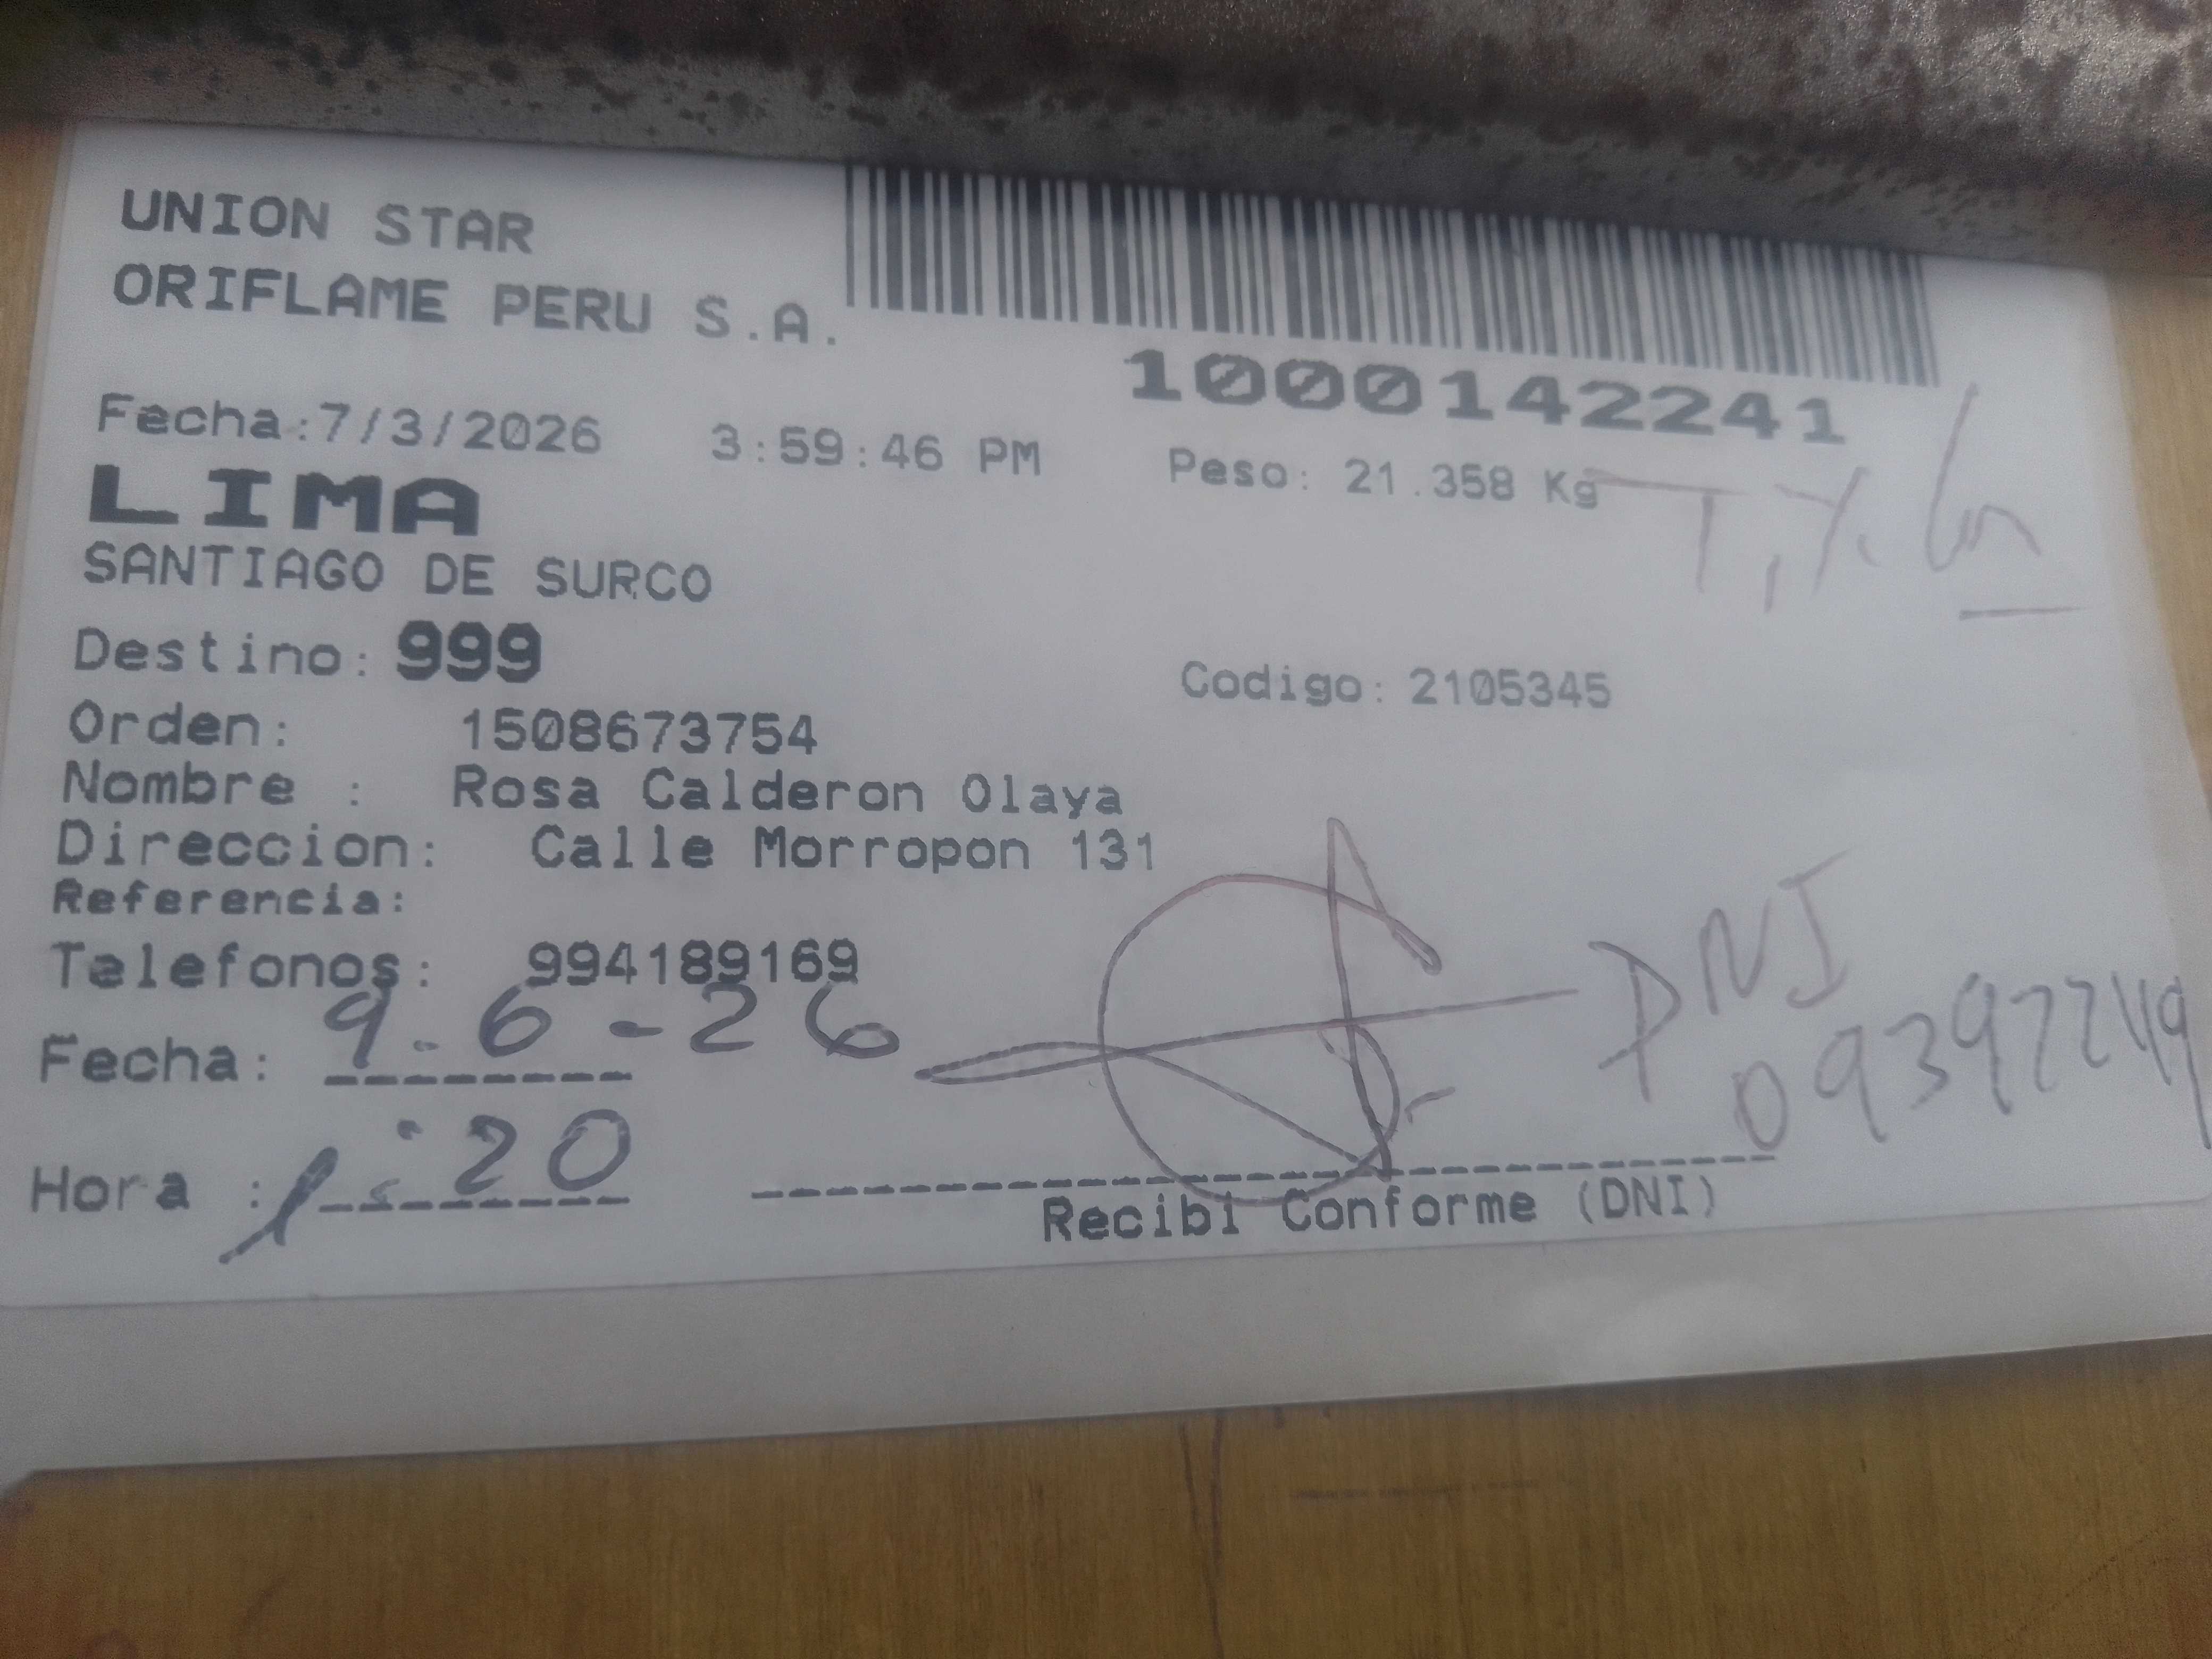 UNION STAR
ORIFLAME PERU S.A.
1000142241
Fecha:7/3/2026 3:59:46 PM Peso: 21.358 Kg
LIMA
SANTIAGO DE SURCO
Destino: 999 Codigo: 2105345
Orden: 1508673754
Nombre : Rosa Calderon Olaya
Direccion: Calle Morropon 131
Referencia:
Telefonos: 994189169
DNI
Fecha: 9.6-26
Hora : 1:20
Recibi Conforme (DNI)